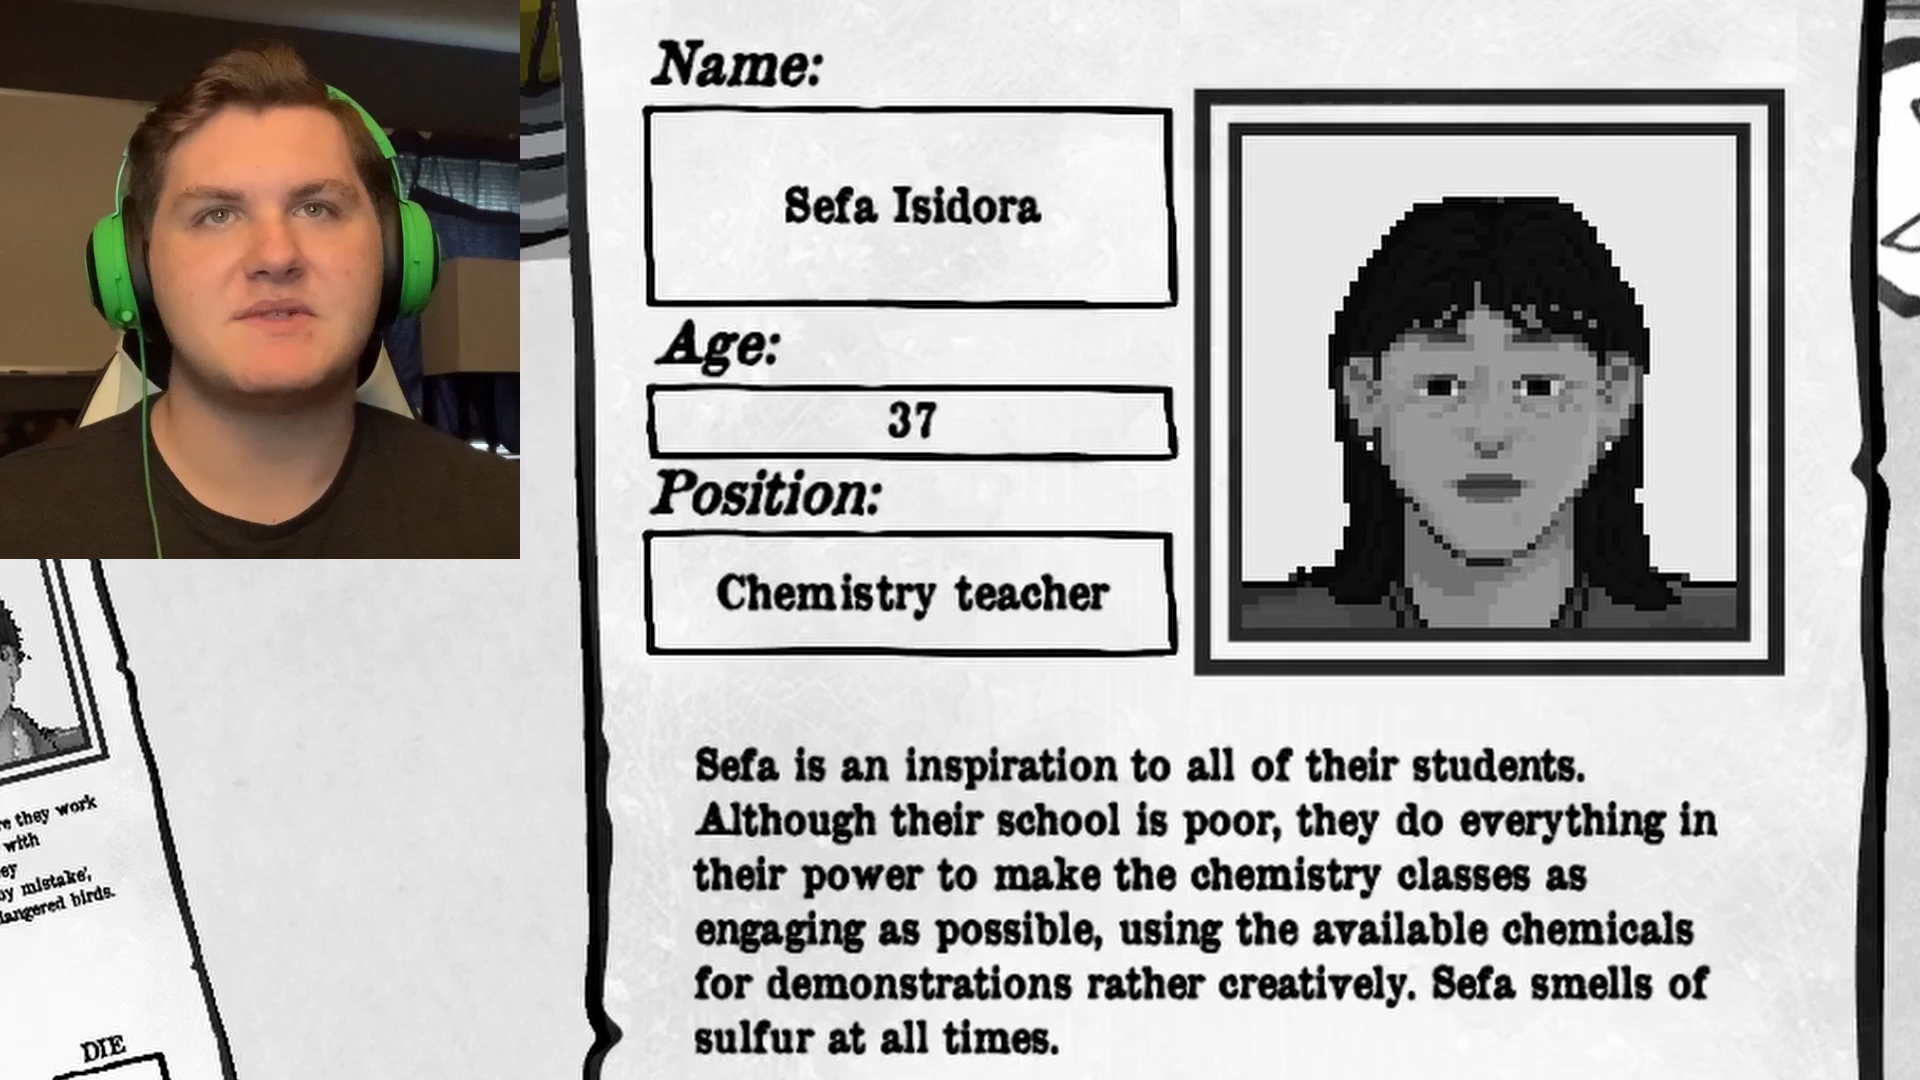 Name:
Sefa Isidora
Age:
37
Position:
Chemistry teacher
Sefa is an inspiration to all of their students.
Although their school is poor, they do everything in
their power to make the chemistry classes as
engaging as possible, using the available chemicals
for demonstrations rather creatively. Sefa smells of
sulfur at all times.
they work
with
by mistake',
birds.
DIE